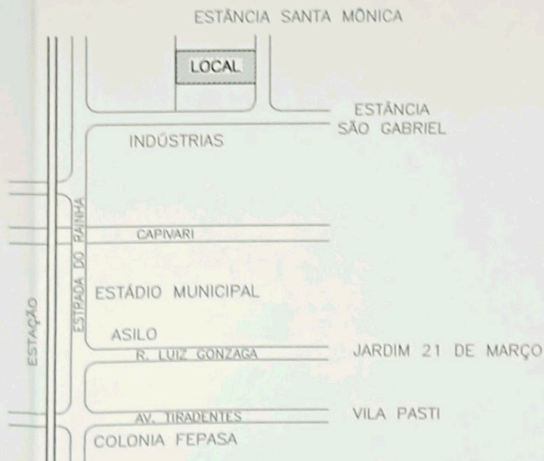 ESTÂNCIA SANTA MÔNICA
LOCAL
ESTÂNCIA
SÃO GABRIEL
INDÚSTRIAS
CAPIVARI
ESTRADA DO RAINHA
ESTÁDIO MUNICIPAL
ESTAÇÃO
ASILO
R. LUIZ GONZAGA
JARDIM 21 DE MARÇO
AV. TIRADENTES
VILA PASTI
COLONIA FEPASA